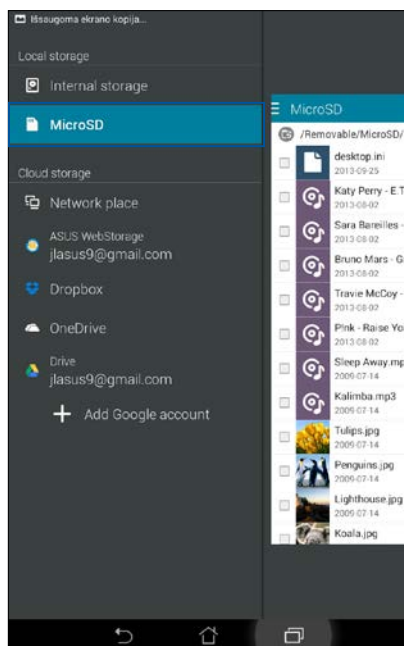 Išsaugoma ekrano kopija...
Local storage
Internal storage
MicroSD
Cloud storage
Network place
ASUS WebStorage
jlasus9@gmail.com
Dropbox
OneDrive
Drive
jlasus9@gmail.com
Add Google account
MicroSD
/Removable/MicroSD/
desktop.ini
2013-09-25
Katy Perry - E.T
2013-08-02
Sara Bareilles -
2013-08-02
Bruno Mars - G
2013-08-02
Travie McCoy -
2013-08-02
P!nk - Raise Yo
2013-08-02
Sleep Away.mp
2009-07-14
Kalimba.mp3
2009-07-14
Tulips.jpg
2009-07-14
Penguins.jpg
2009-07-14
Lighthouse.jpg
2009-07-14
Koala.jpg